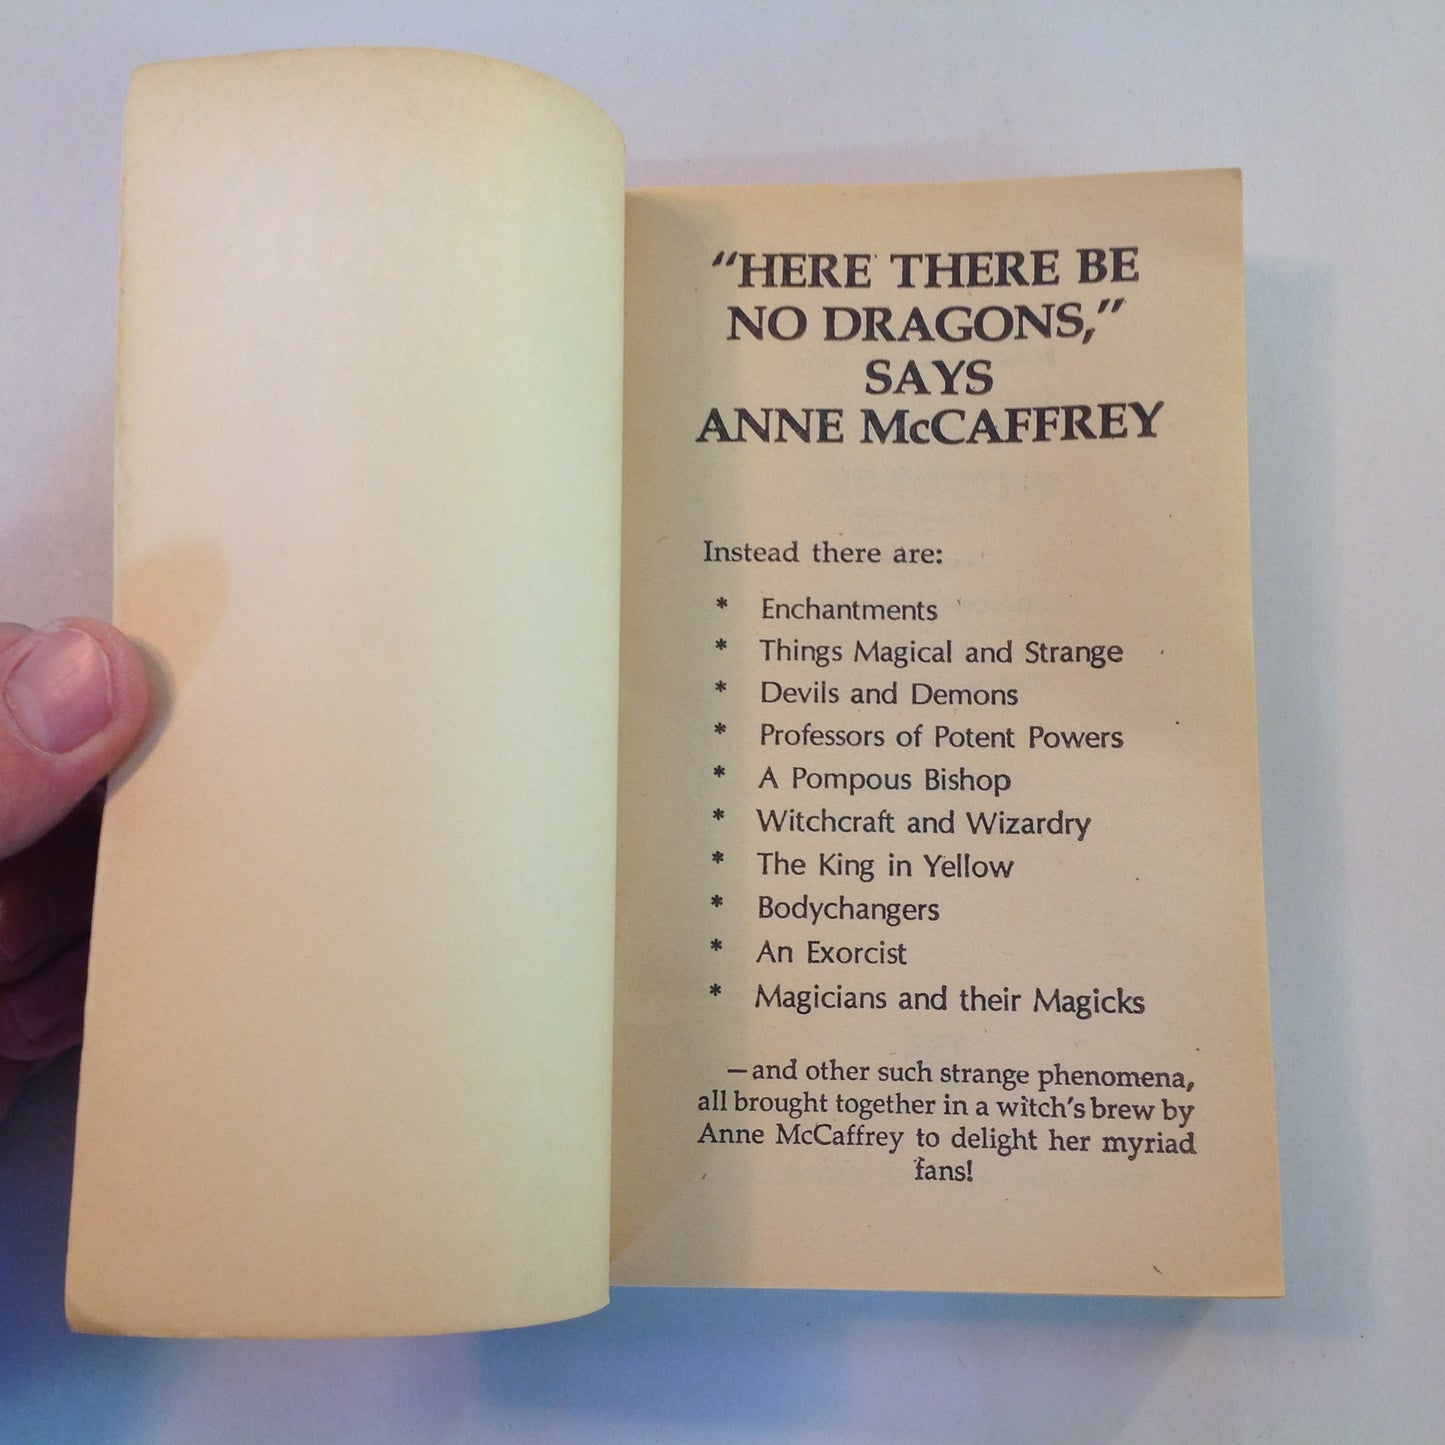 "HERE THERE BE
NO DRAGONS,"
SAYS
ANNE McCAFFREY
Instead there are:
* Enchantments
* Things Magical and Strange
* Devils and Demons
* Professors of Potent Powers
* A Pompous Bishop
* Witchcraft and Wizardry
* The King in Yellow
* Bodychangers
* An Exorcist
* Magicians and their Magicks
—and other such strange phenomena,
all brought together in a witch's brew by
Anne McCaffrey to delight her myriad
fans!